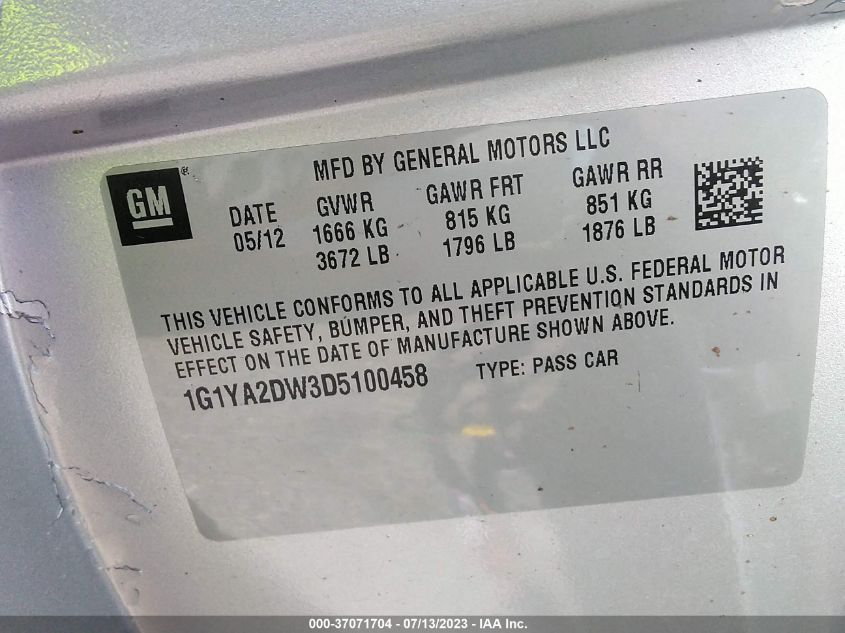 MFD BY GENERAL MOTORS LLC
GM®
DATE GVWR GAWR FRT GAWR RR
05/12 1666 KG 815 KG 851 KG
3672 LB 1796 LB 1876 LB
THIS VEHICLE CONFORMS TO ALL APPLICABLE U.S. FEDERAL MOTOR
VEHICLE SAFETY, BUMPER, AND THEFT PREVENTION STANDARDS IN
EFFECT ON THE DATE OF MANUFACTURE SHOWN ABOVE.
1G1YA2DW3D5100458 TYPE: PASS CAR
000-37071704 - 07/13/2023 - IAA Inc.